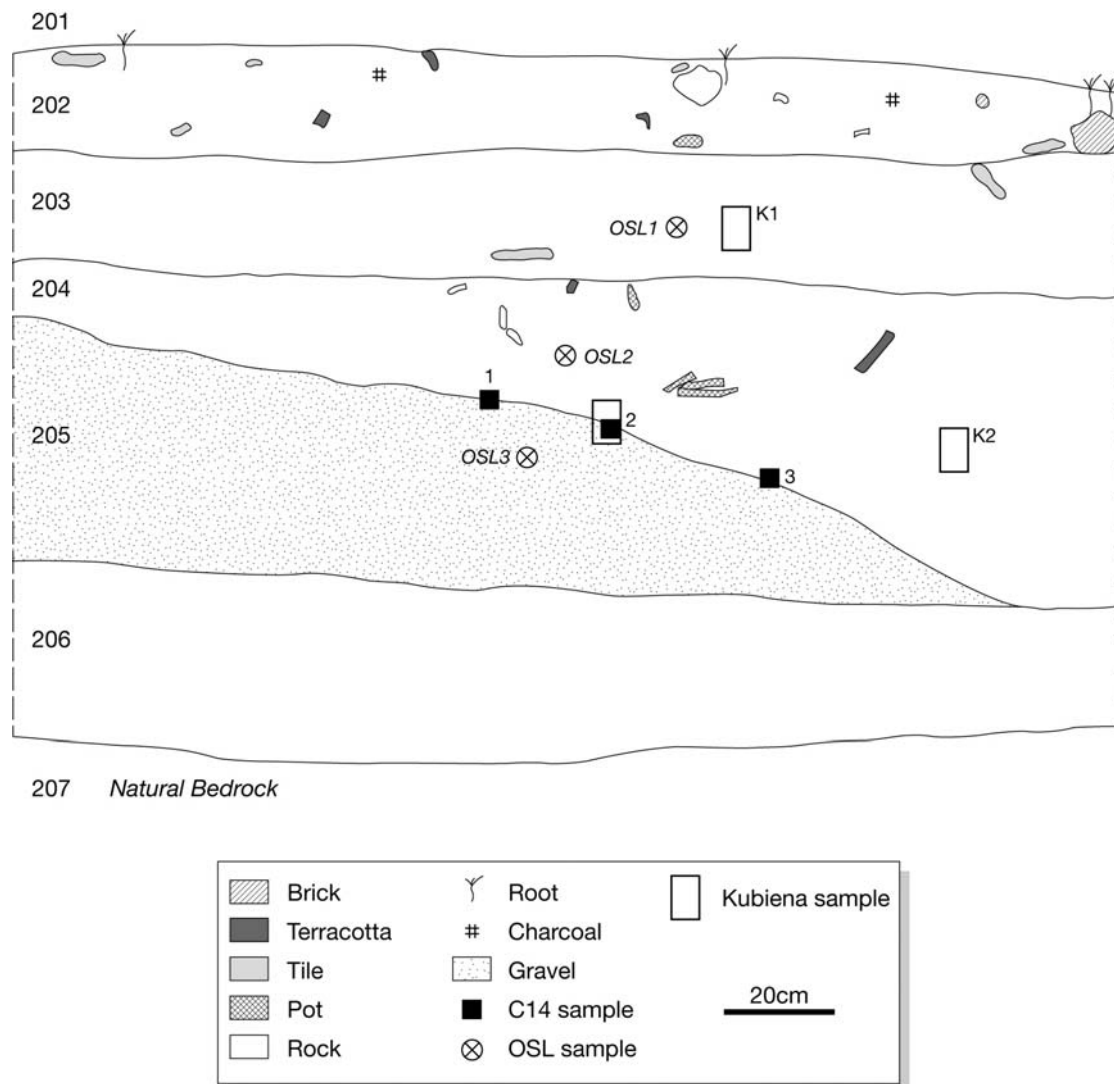 201
202
203
OSL1
K1
204
OSL2
1
2
205
OSL3
K2
3
206
207 Natural Bedrock
Brick
Terracotta
Tile
Pot
Rock
Root
Charcoal
Gravel
C14 sample
OSL sample
Kubiena sample
20cm